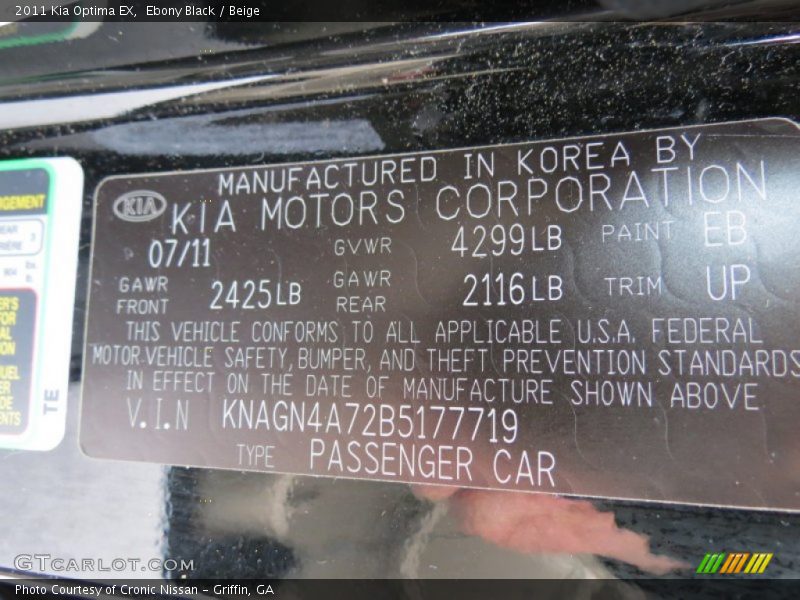 2011 Kia Optima EX, Ebony Black / Beige
MANUFACTURED IN KOREA BY
KIA KIA MOTORS CORPORATION
07/11 GVWR 4299LB PAINT EB
GAWR FRONT 2425LB GAWR REAR 2116LB TRIM UP
THIS VEHICLE CONFORMS TO ALL APPLICABLE U.S.A. FEDERAL
MOTOR VEHICLE SAFETY, BUMPER, AND THEFT PREVENTION STANDARDS
IN EFFECT ON THE DATE OF MANUFACTURE SHOWN ABOVE
V.I.N KNAGN4A72B5177719
TYPE PASSENGER CAR
TE
GTCARLOT.COM
Photo Courtesy of Cronic Nissan – Griffin, GA